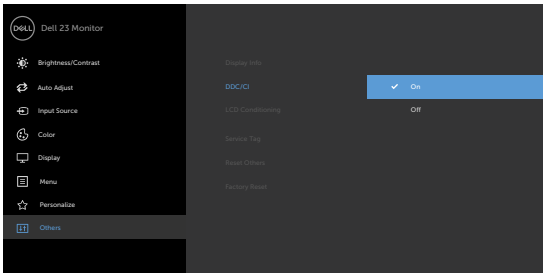 DELL
Dell 23 Monitor
Brightness/Contrast
Display Info
Auto Adjust
DDC/CI
On
Input Source
LCD Conditioning
Off
Color
Service Tag
Display
Reset Others
Menu
Factory Reset
Personalize
Others